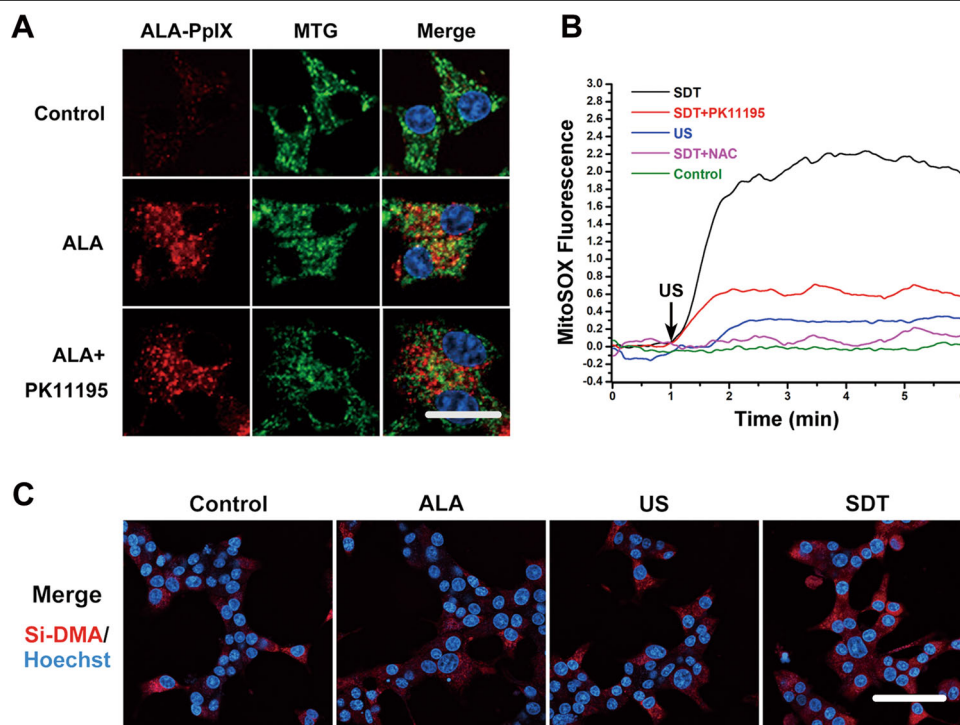 A
ALA-PpIX MTG Merge
Control
ALA
ALA+
PK11195
B
MitoSOX Fluorescence
3.0
2.8
2.6
2.4
2.2
2.0
1.8
1.6
1.4
1.2
1.0
0.8
0.6
0.4
0.2
0.0
-0.2
-0.4
SDT
SDT+PK11195
US
SDT+NAC
Control
US
0 1 2 3 4 5 6
Time (min)
C
Control ALA US SDT
Merge
Si-DMA/
Hoechst